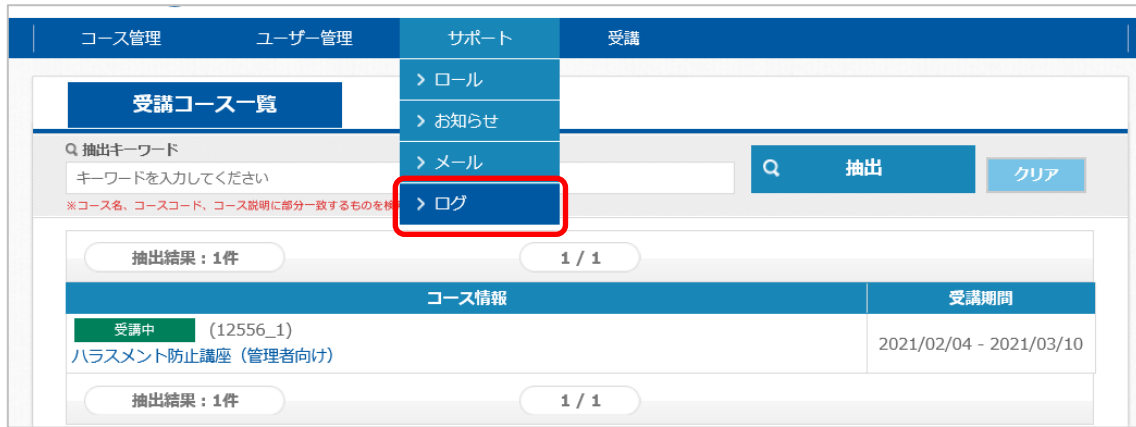 コース管理 ユーザー管理 サポート 受講
ロール
受講コース一覧
お知らせ
抽出キーワード
メール
キーワードを入力してください
抽出
クリア
ログ
※コース名、コースコード、コース説明に部分一致するものを検
抽出結果：1件 1 / 1
コース情報 受講期間
受講中 (12556_1)
ハラスメント防止講座（管理者向け） 2021/02/04 - 2021/03/10
抽出結果：1件 1 / 1